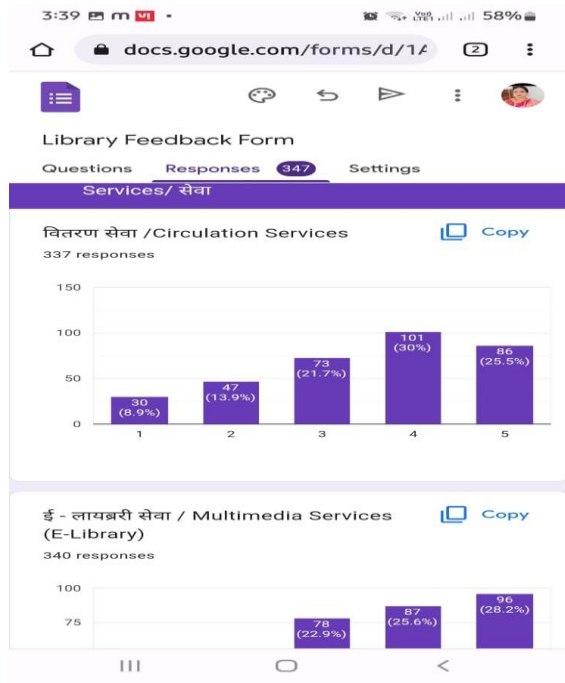 3:39
58%
docs.google.com/forms/d/1
2
Library Feedback Form
Questions Responses 347 Settings
Services/ सेवा
वितरण सेवा /Circulation Services
Copy
337 responses
150
100
50
0
30
(8.9%)
47
(13.9%)
73
(21.7%)
101
(30%)
86
(25.5%)
1 2 3 4 5
ई - लायब्ररी सेवा / Multimedia Services
(E-Library)
Copy
340 responses
100
75
78
(22.9%)
87
(25.6%)
96
(28.2%)